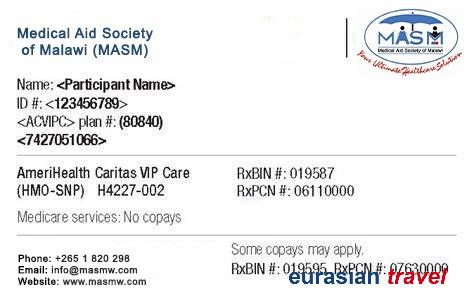 Medical Aid Society
of Malawi (MASM)
MASM
Medical Aid Society of Malawi
Your Ultimate Healthcare Solution
Name: <Participant Name>
ID #: <123456789>
<ACVIPC> plan #: (80840)
<7427051066>
AmeriHealth Caritas VIP Care
(HMO-SNP) H4227-002
RxBIN #: 019587
RxPCN #: 06110000
Medicare services: No copays
Some copays may apply.
RxBIN #: 019595 RxPCN #: 07630000
Phone: +265 1 820 298
Email: info@masmw.com
Website: www.masmw.com
eurasian travel